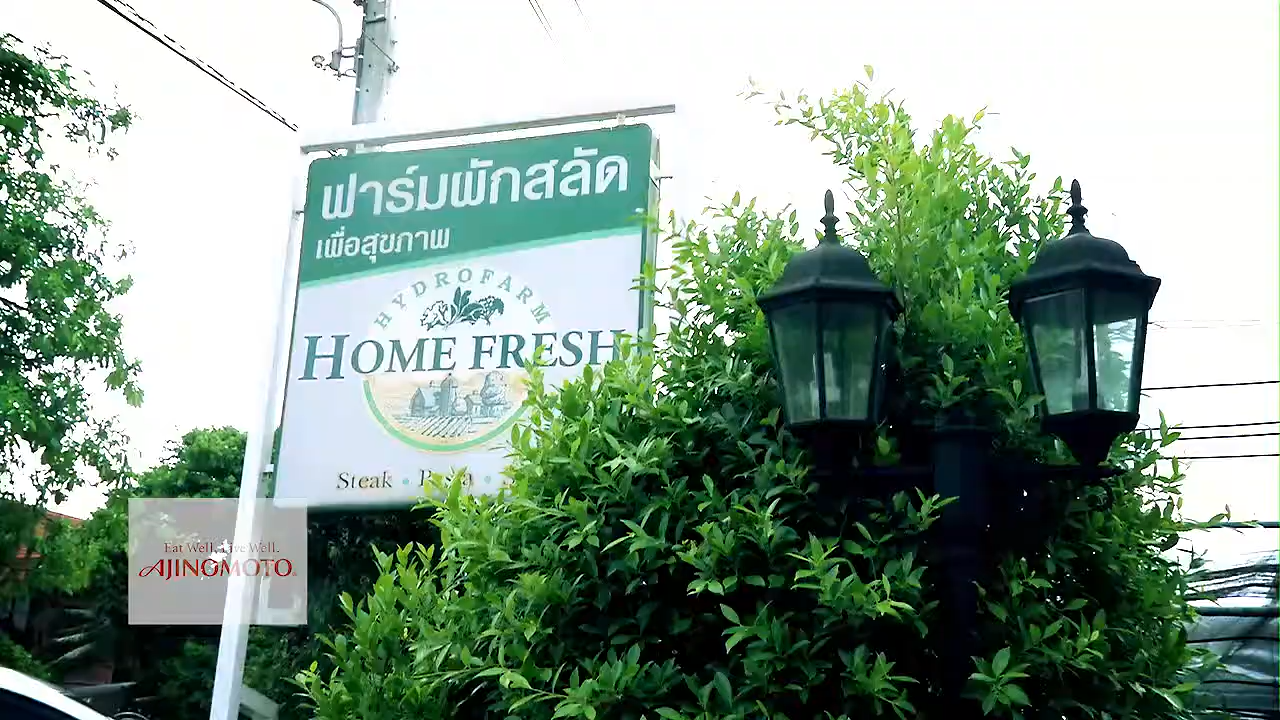 ฟาร์มผักสลัด
เพื่อสุขภาพ
HYDROFARM
HOME FRESH
Steak •
Eat Well, Live Well.
AJINOMOTO